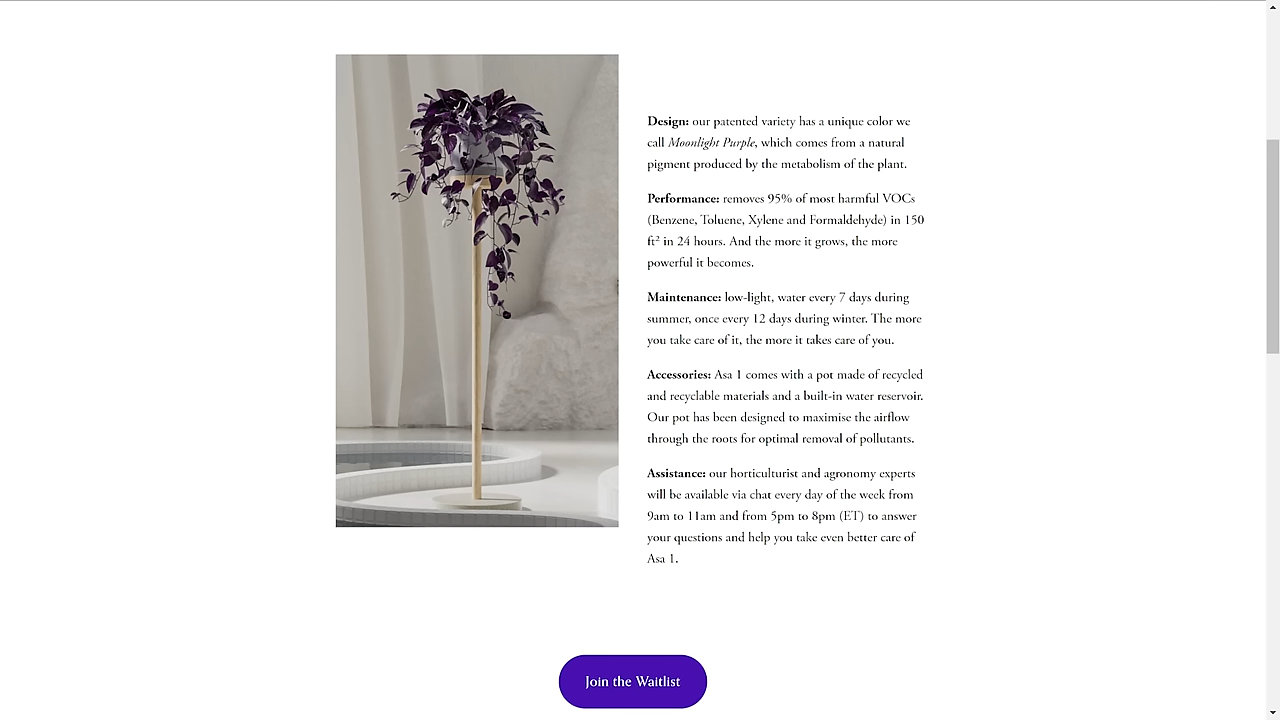 Design: our patented variety has a unique color we
call Moonlight Purple, which comes from a natural
pigment produced by the metabolism of the plant.
Performance: removes 95% of most harmful VOCs
(Benzene, Toluene, Xylene and Formaldehyde) in 150
ft² in 24 hours. And the more it grows, the more
powerful it becomes.
Maintenance: low-light, water every 7 days during
summer, once every 12 days during winter. The more
you take care of it, the more it takes care of you.
Accessories: Asa 1 comes with a pot made of recycled
and recyclable materials and a built-in water reservoir.
Our pot has been designed to maximise the airflow
through the roots for optimal removal of pollutants.
Assistance: our horticulturist and agronomy experts
will be available via chat every day of the week from
9am to 11am and from 5pm to 8pm (ET) to answer
your questions and help you take even better care of
Asa 1.
Join the Waitlist